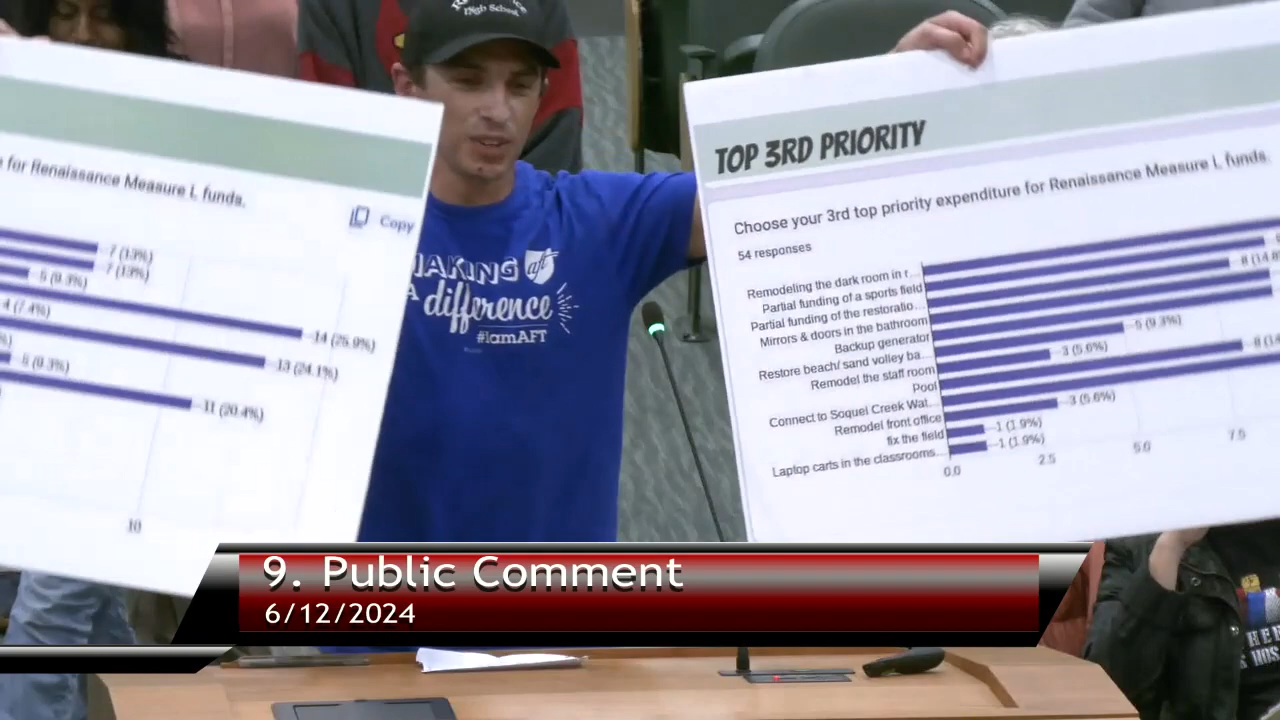 High School
e for Renaissance Measure L funds.
Copy
7 (13%)
7 (13%)
5 (9.3%)
4 (7.4%)
14 (25.9%)
13 (24.1%)
5 (9.3%)
11 (20.4%)
10
MAKING aft
A difference
#IamAFT
TOP 3RD PRIORITY
Choose your 3rd top priority expenditure for Renaissance Measure L funds.
54 responses
Remodeling the dark room in r...
Partial funding of a sports field
8 (14.8
Partial funding of the restoratio...
Mirrors & doors in the bathroom
Backup generator
5 (9.3%)
Restore beach/ sand volley ba...
3 (5.6%)
Remodel the staff room
8 (14
Pool
Connect to Soquel Creek Wat...
3 (5.6%)
Remodel front office
1 (1.9%)
fix the field
1 (1.9%)
Laptop carts in the classrooms...
0.0 2.5 5.0 7.5
9. Public Comment
6/12/2024